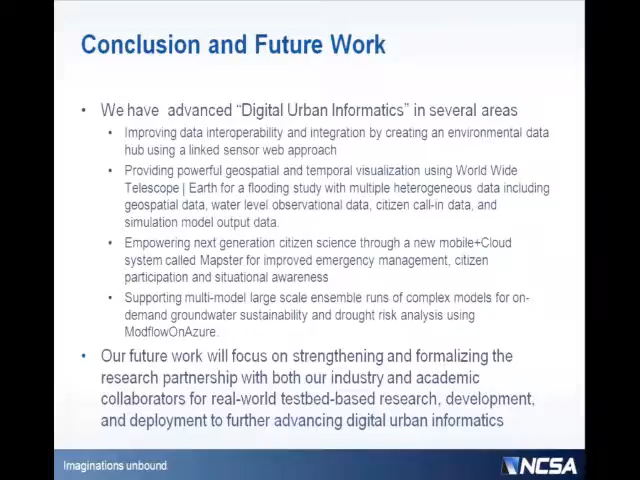 Conclusion and Future Work
• We have advanced “Digital Urban Informatics” in several areas
• Improving data interoperability and integration by creating an environmental data
hub using a linked sensor web approach
• Providing powerful geospatial and temporal visualization using World Wide
Telescope | Earth for a flooding study with multiple heterogeneous data including
geospatial data, water level observational data, citizen call-in data, and
simulation model output data.
• Empowering next generation citizen science through a new mobile+Cloud
system called Mapster for improved emergency management, citizen
participation and situational awareness
• Supporting multi-model large scale ensemble runs of complex models for on-
demand groundwater sustainability and drought risk analysis using
ModflowOnAzure.
• Our future work will focus on strengthening and formalizing the
research partnership with both our industry and academic
collaborators for real-world testbed-based research, development,
and deployment to further advancing digital urban informatics
Imaginations unbound
NCSA